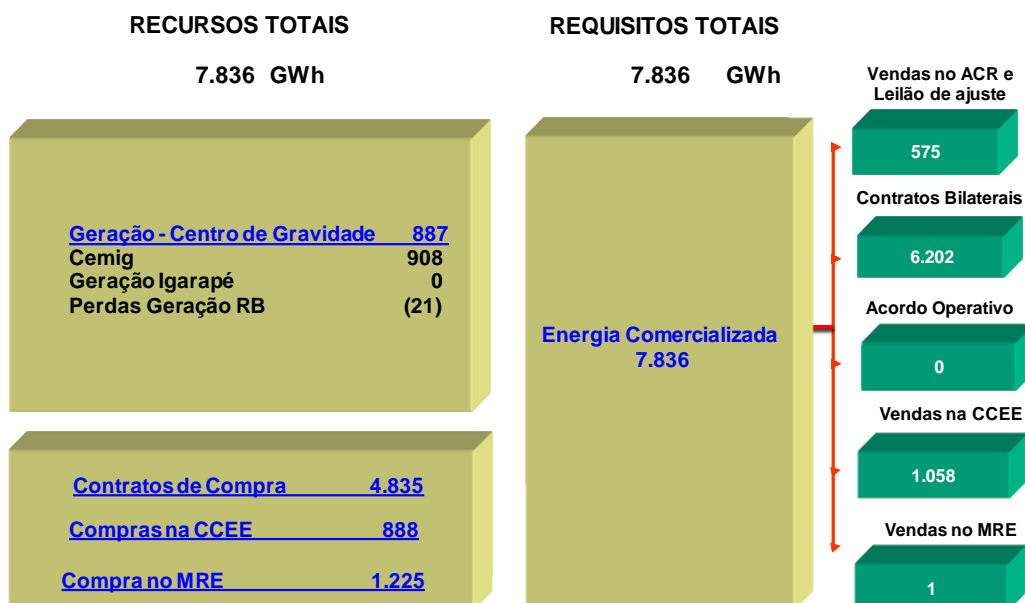 RECURSOS TOTAIS
7.836 GWh
Geração - Centro de Gravidade 887
Cemig 908
Geração Igarapé 0
Perdas Geração RB (21)
Contratos de Compra 4.835
Compras na CCEE 888
Compra no MRE 1.225
REQUISITOS TOTAIS
7.836 GWh
Energia Comercializada
7.836
Vendas no ACR e
Leilão de ajuste
575
Contratos Bilaterais
6.202
Acordo Operativo
0
Vendas na CCEE
1.058
Vendas no MRE
1